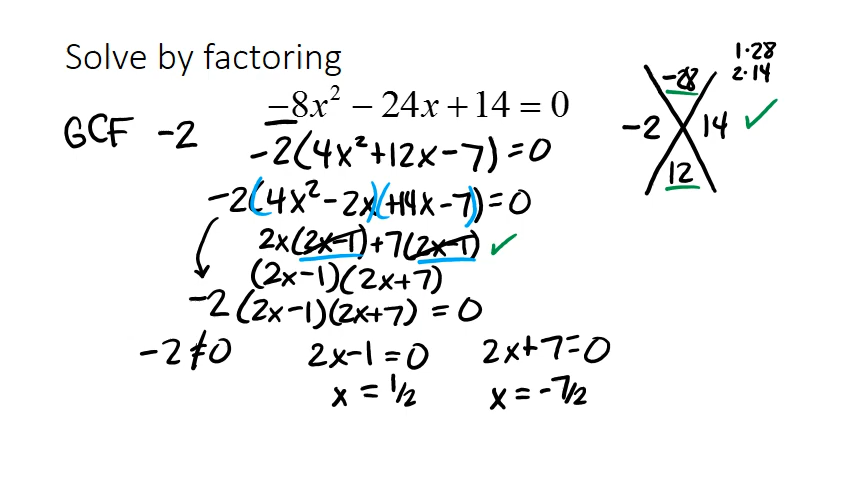 Solve by factoring
1·28
2·14
−8x² − 24x + 14 = 0
-28
GCF -2
-2 14 ✓
-2(4x²+12x-7)=0
12
-2(4x²-2x)(+14x-7)=0
2x(2x-1)+7(2x-1) ✓
(2x-1)(2x+7)
-2(2x-1)(2x+7) = 0
-2≠0 2x-1=0 2x+7=0
x = 1/2 x = -7/2